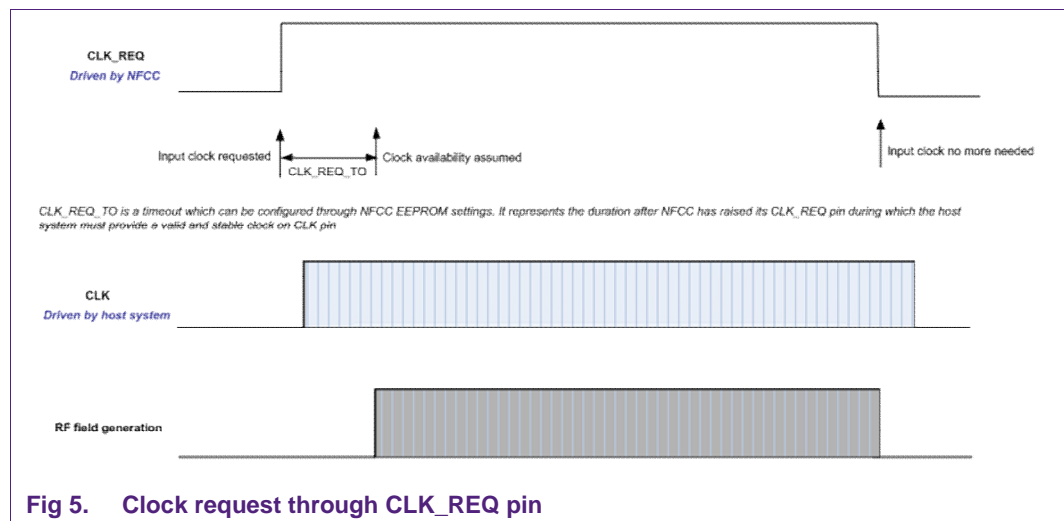 CLK_REQ
Driven by NFCC
Input clock requested
Clock availability assumed
Input clock no more needed
CLK_REQ_TO
CLK_REQ_TO is a timeout which can be configured through NFCC EEPROM settings. It represents the duration after NFCC has raised its CLK_REQ pin during which the host
system must provide a valid and stable clock on CLK pin
CLK
Driven by host system
RF field generation
Fig 5. Clock request through CLK_REQ pin